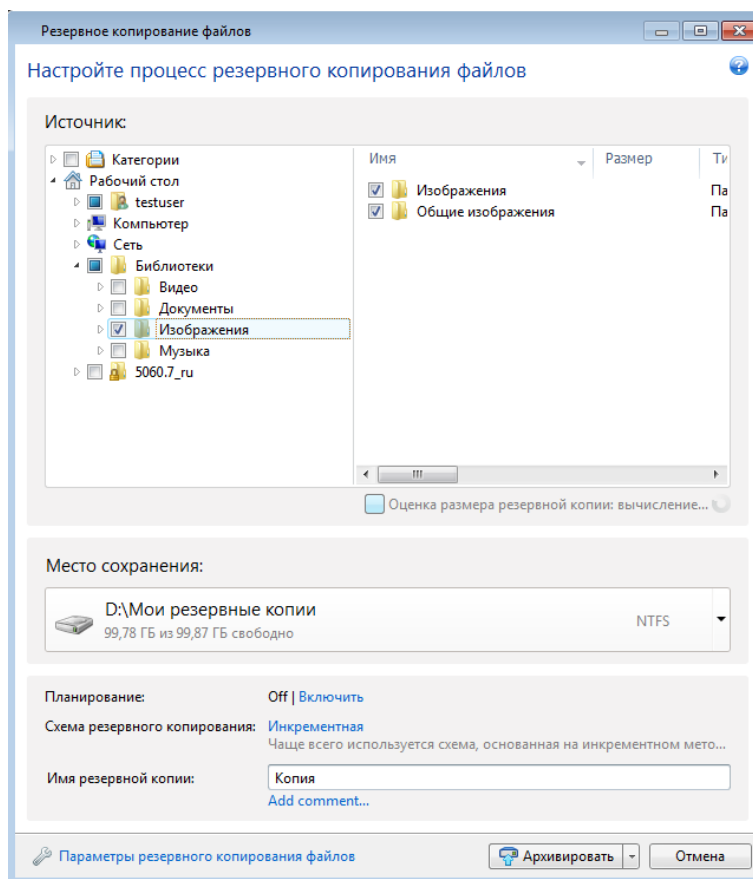 Резервное копирование файлов
Настройте процесс резервного копирования файлов
Источник:
Категории
Рабочий стол
testuser
Компьютер
Сеть
Библиотеки
Видео
Документы
Изображения
Музыка
5060.7_ru
Имя Размер Ти
Изображения Па
Общие изображения Па
Оценка размера резервной копии: вычисление...
Место сохранения:
D:\Мои резервные копии
99,78 ГБ из 99,87 ГБ свободно
NTFS
Планирование: Off | Включить
Схема резервного копирования: Инкрементная
Чаще всего используется схема, основанная на инкрементном мето...
Имя резервной копии: Копия
Add comment...
Параметры резервного копирования файлов
Архивировать
Отмена